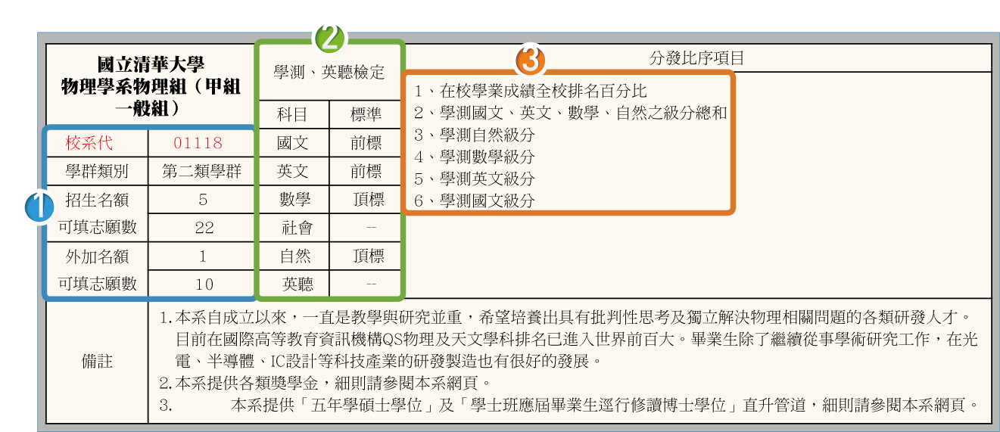 國立清華大學
物理學系物理組（甲組
一般組）
校系代 01118
學群類別 第二類學群
招生名額 5
可填志願數 22
外加名額 1
可填志願數 10
1
2
學測、英聽檢定
科目 標準
國文 前標
英文 前標
數學 頂標
社會 --
自然 頂標
英聽 --
3
分發比序項目
1、在校學業成績全校排名百分比
2、學測國文、英文、數學、自然之級分總和
3、學測自然級分
4、學測數學級分
5、學測英文級分
6、學測國文級分
備註
1.本系自成立以來，一直是教學與研究並重，希望培養出具有批判性思考及獨立解決物理相關問題的各類研發人才。
目前在國際高等教育資訊機構QS物理及天文學科排名已進入世界前百大。畢業生除了繼續從事學術研究工作，在光
電、半導體、IC設計等科技產業的研發製造也有很好的發展。
2.本系提供各類獎學金，細則請參閱本系網頁。
3. 本系提供「五年學碩士學位」及「學士班應屆畢業生逕行修讀博士學位」直升管道，細則請參閱本系網頁。